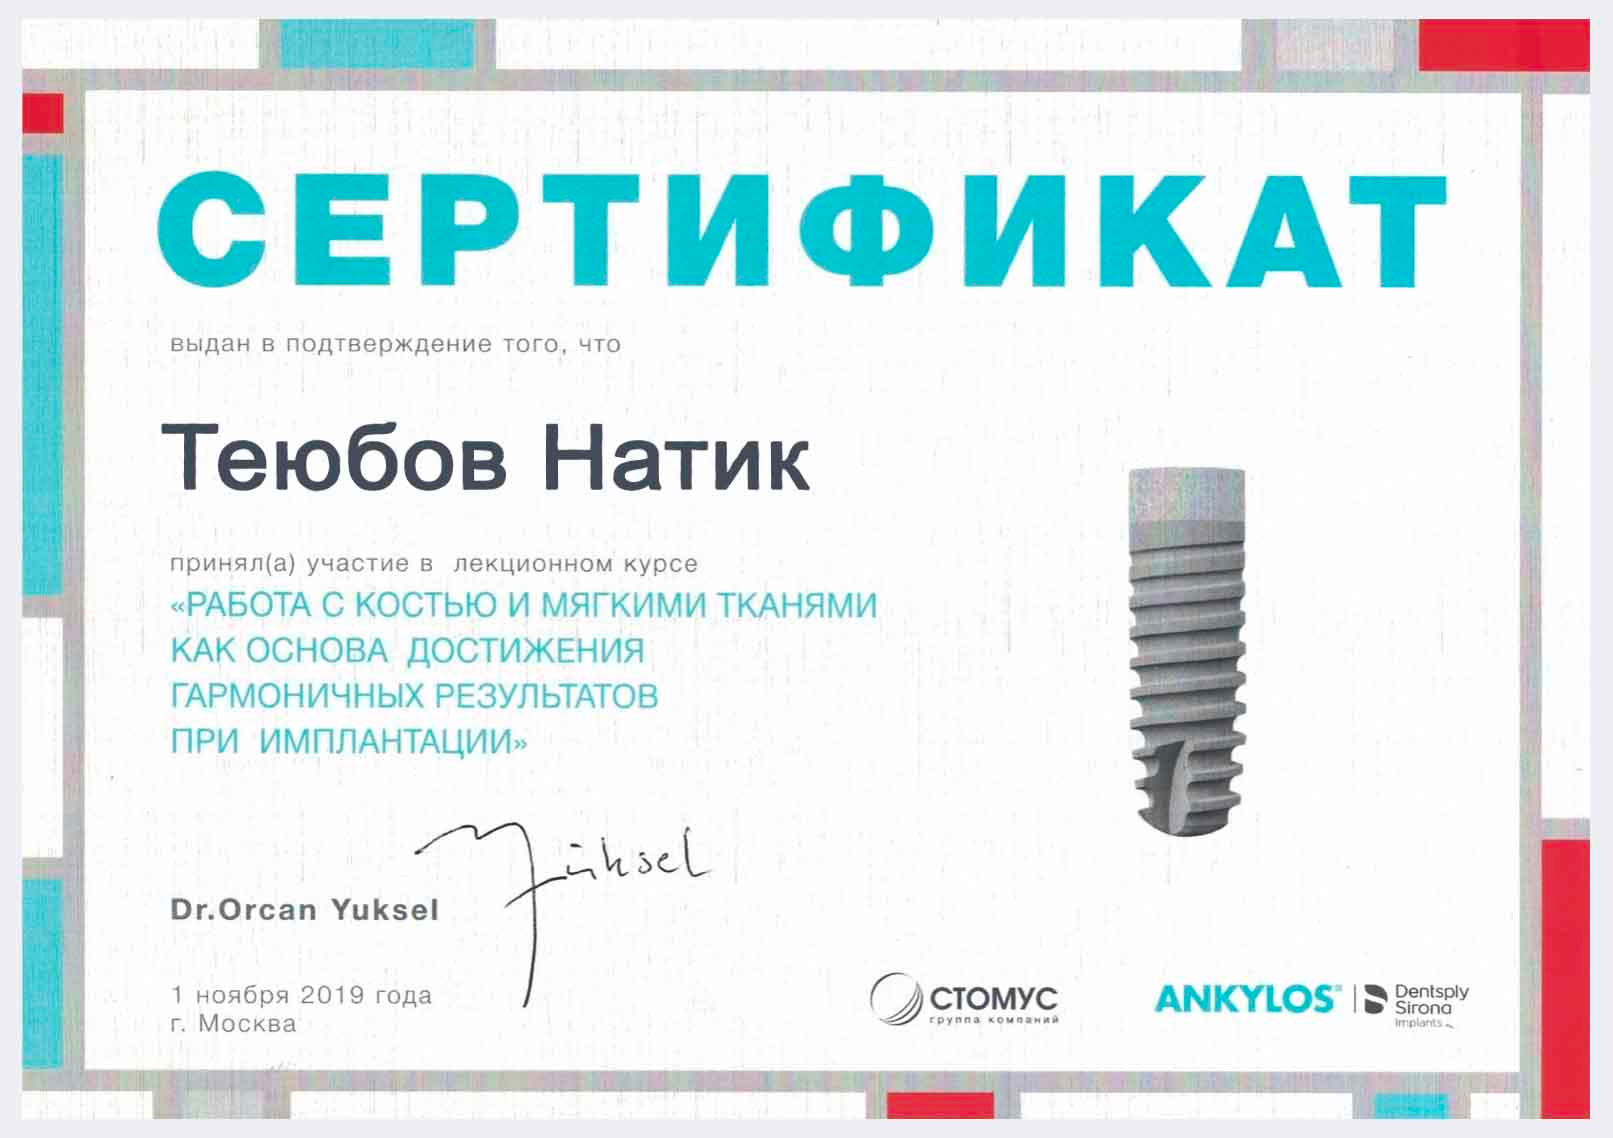 СЕРТИФИКАТ
выдан в подтверждение того, что
Теюбов Натик
принял(а) участие в лекционном курсе
«РАБОТА С КОСТЬЮ И МЯГКИМИ ТКАНЯМИ
КАК ОСНОВА ДОСТИЖЕНИЯ
ГАРМОНИЧНЫХ РЕЗУЛЬТАТОВ
ПРИ ИМПЛАНТАЦИИ»
Yüksel
Dr.Orcan Yuksel
1 ноября 2019 года
г. Москва
СТОМУС
группа компаний
ANKYLOS®
Dentsply
Sirona
Implants